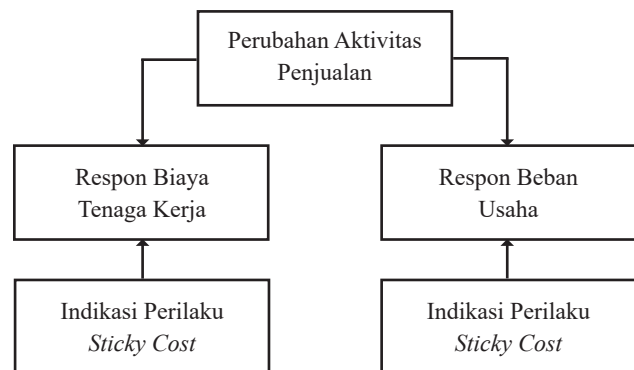 Perubahan Aktivitas
Penjualan
Respon Biaya
Tenaga Kerja
Respon Beban
Usaha
Indikasi Perilaku
Sticky Cost
Indikasi Perilaku
Sticky Cost